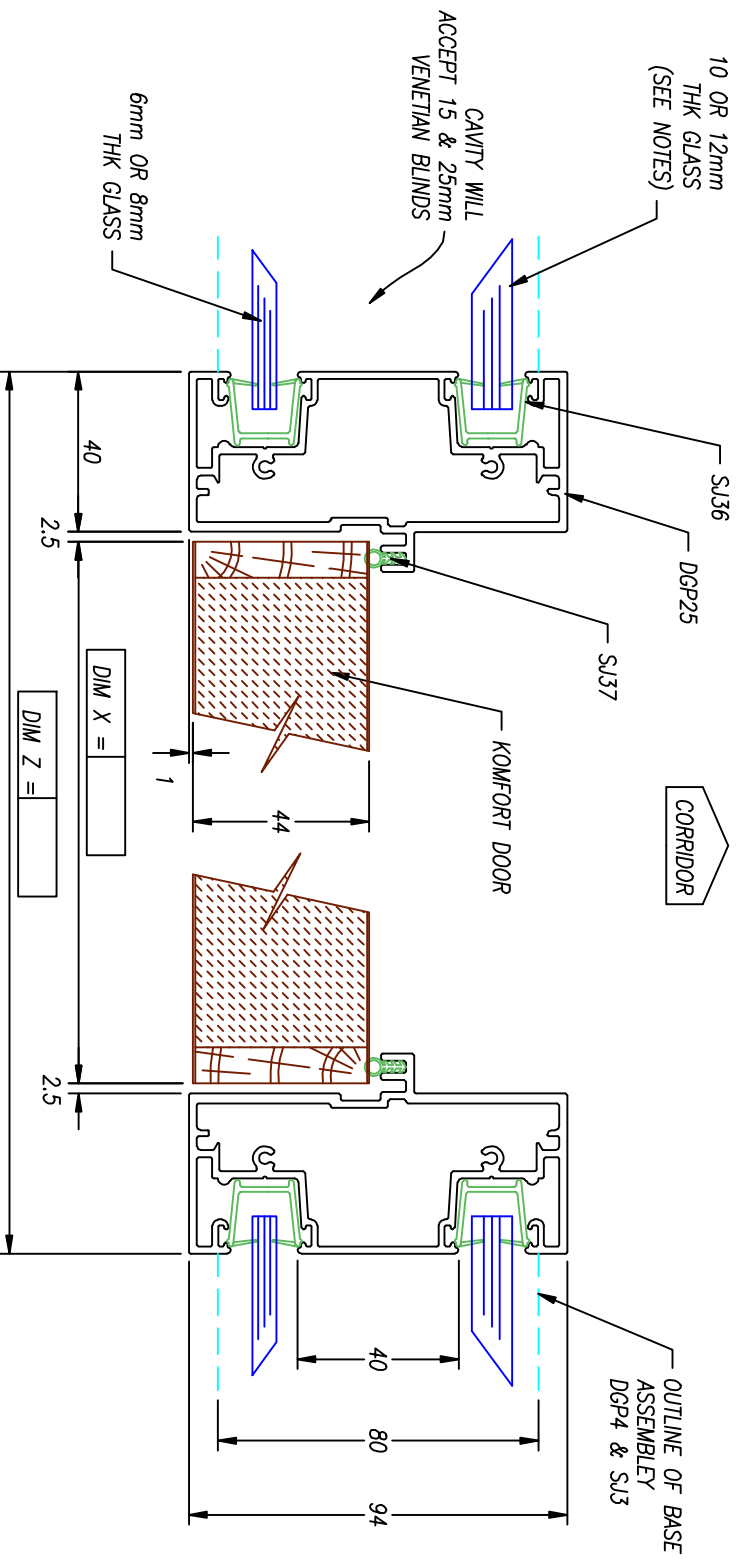 10 OR 12mm
THK GLASS
(SEE NOTES)
CAVITY WILL
ACCEPT 15 & 25mm
VENETIAN BLINDS
6mm OR 8mm
THK GLASS
SJ36
DGP25
SJ37
KOMFORT DOOR
CORRIDOR
OUTLINE OF BASE
ASSEMBLEY
DGP4 & SJ3
40
2.5
DIM X =
DIM Z =
1
44
2.5
40
80
94